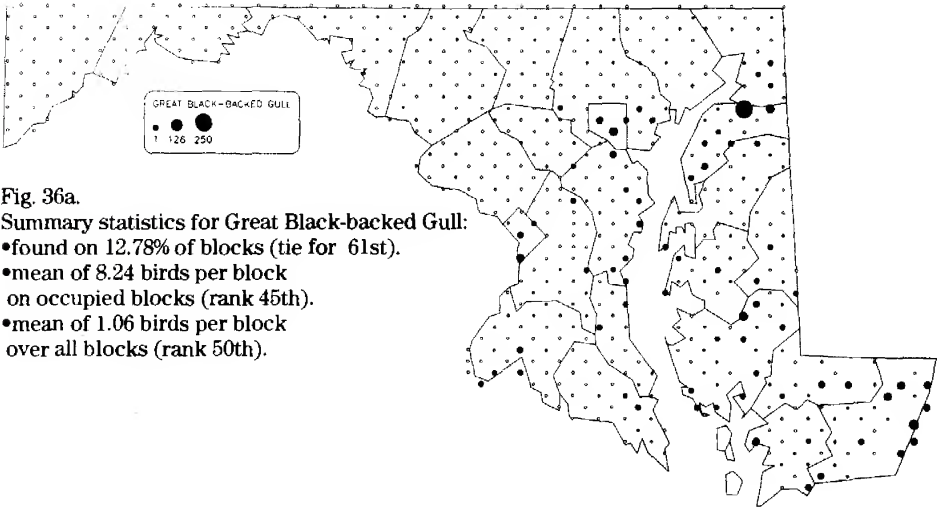 GREAT BLACK-BACKED GULL
1 126 250
Fig. 36a.
Summary statistics for Great Black-backed Gull:
•found on 12.78% of blocks (tie for 61st).
•mean of 8.24 birds per block
on occupied blocks (rank 45th).
•mean of 1.06 birds per block
over all blocks (rank 50th).